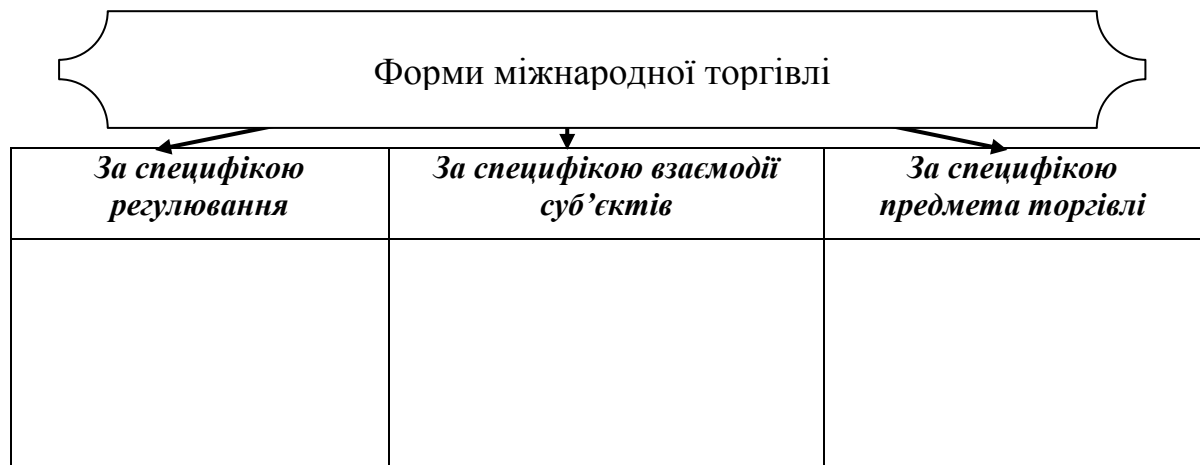 Форми міжнародної торгівлі
За специфікою
регулювання
За специфікою взаємодії
суб’єктів
За специфікою
предмета торгівлі